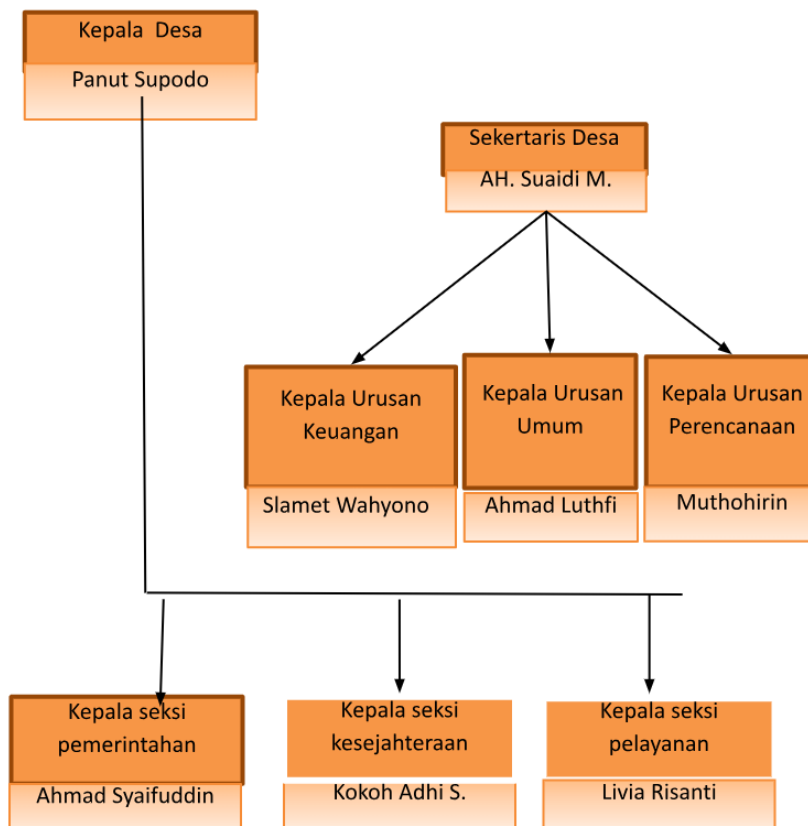 Kepala  Desa
Panut Supodo
Sekertaris Desa
AH. Suaidi M.
Kepala Urusan
Keuangan
Slamet Wahyono
Kepala Urusan
Umum
Ahmad Luthfi
Kepala Urusan
Perencanaan
Muthohirin
Kepala seksi
pemerintahan
Ahmad Syaifuddin
Kepala seksi
kesejahteraan
Kokoh Adhi S.
Kepala seksi
pelayanan
Livia Risanti